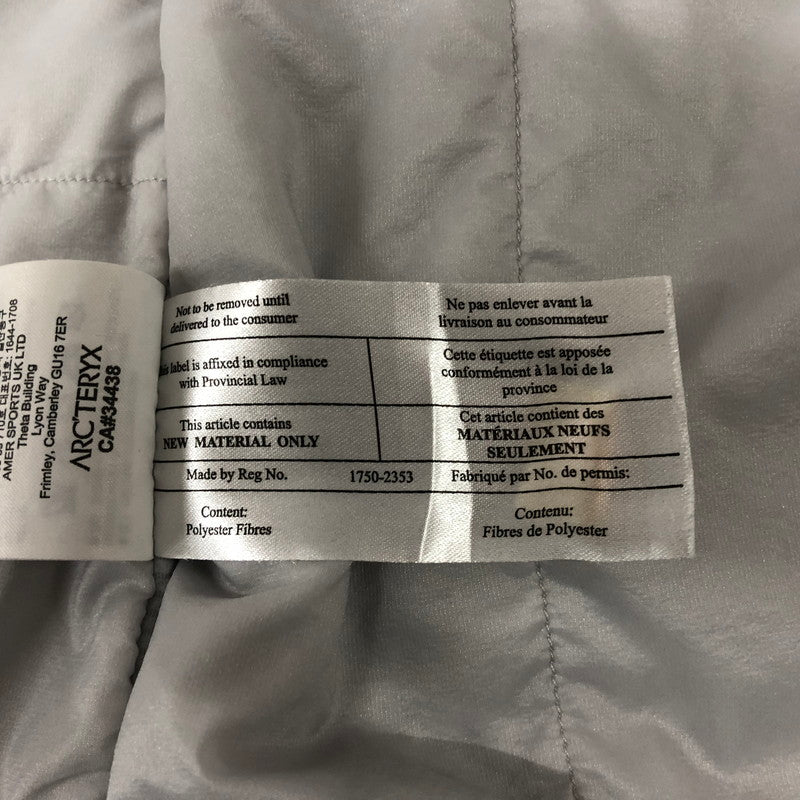 1644-1708
AMER SPORTS UK LTD
Theta Building
Lyon Way
Frimley, Camberley GU16 7ER
ARC'TERYX
CA#34438
Not to be removed until
delivered to the consumer
Ne pas enlever avant la
livraison au consommateur
label is affixed in compliance
with Provincial Law
Cette étiquette est apposée
conformément à la loi de la
province
This article contains
NEW MATERIAL ONLY
Cet article contient des
MATÉRIAUX NEUFS
SEULEMENT
Made by Reg No. 1750-2353 Fabriqué par No. de permis:
Content:
Polyester Fibres
Contenu:
Fibres de Polyester